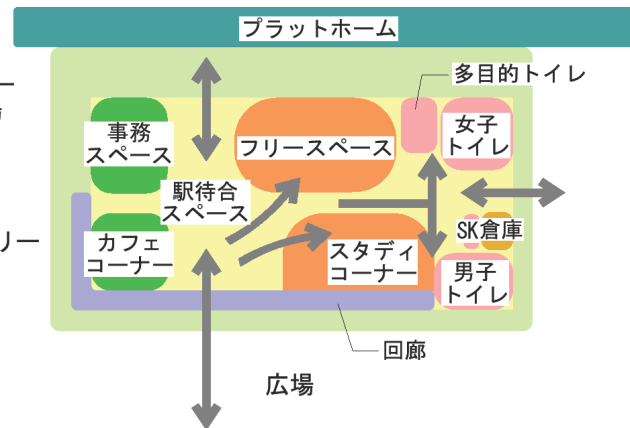 プラットホーム
多目的トイレ
事務
スペース
フリースペース
女子
トイレ
駅待合
スペース
リー
カフェ
コーナー
スタディ
コーナー
SK倉庫
男子
トイレ
回廊
広場